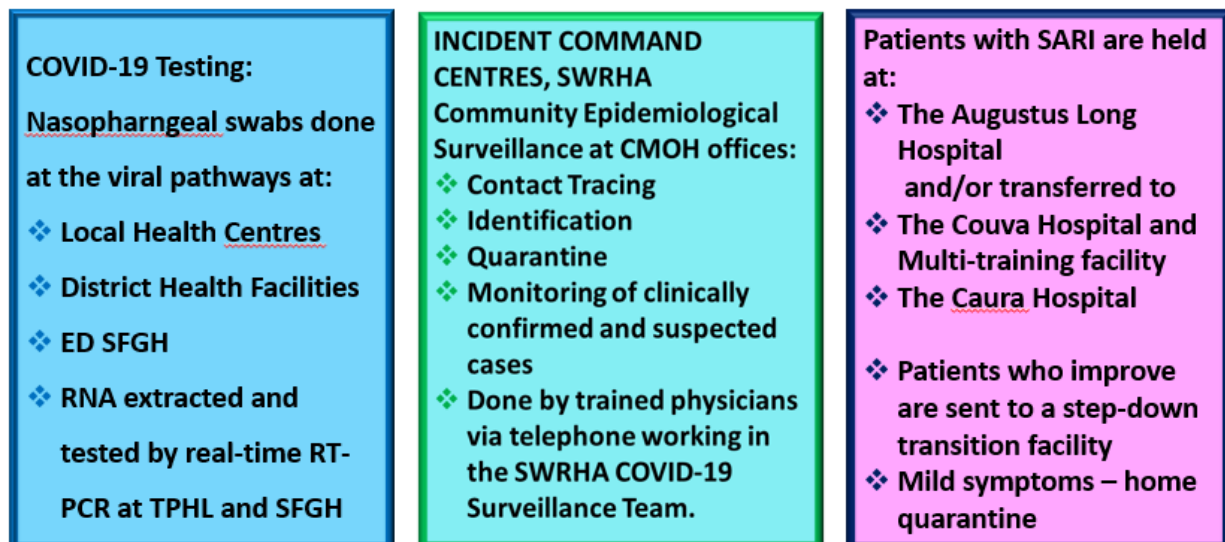 COVID-19 Testing:
Nasopharngeal swabs done
at the viral pathways at:
❖ Local Health Centres
❖ District Health Facilities
❖ ED SFGH
❖ RNA extracted and
tested by real-time RT-
PCR at TPHL and SFGH
INCIDENT COMMAND
CENTRES, SWRHA
Community Epidemiological
Surveillance at CMOH offices:
❖ Contact Tracing
❖ Identification
❖ Quarantine
❖ Monitoring of clinically
confirmed and suspected
cases
❖ Done by trained physicians
via telephone working in
the SWRHA COVID-19
Surveillance Team.
Patients with SARI are held
at:
❖ The Augustus Long
Hospital
and/or transferred to
❖ The Couva Hospital and
Multi-training facility
❖ The Caura Hospital
❖ Patients who improve
are sent to a step-down
transition facility
❖ Mild symptoms – home
quarantine